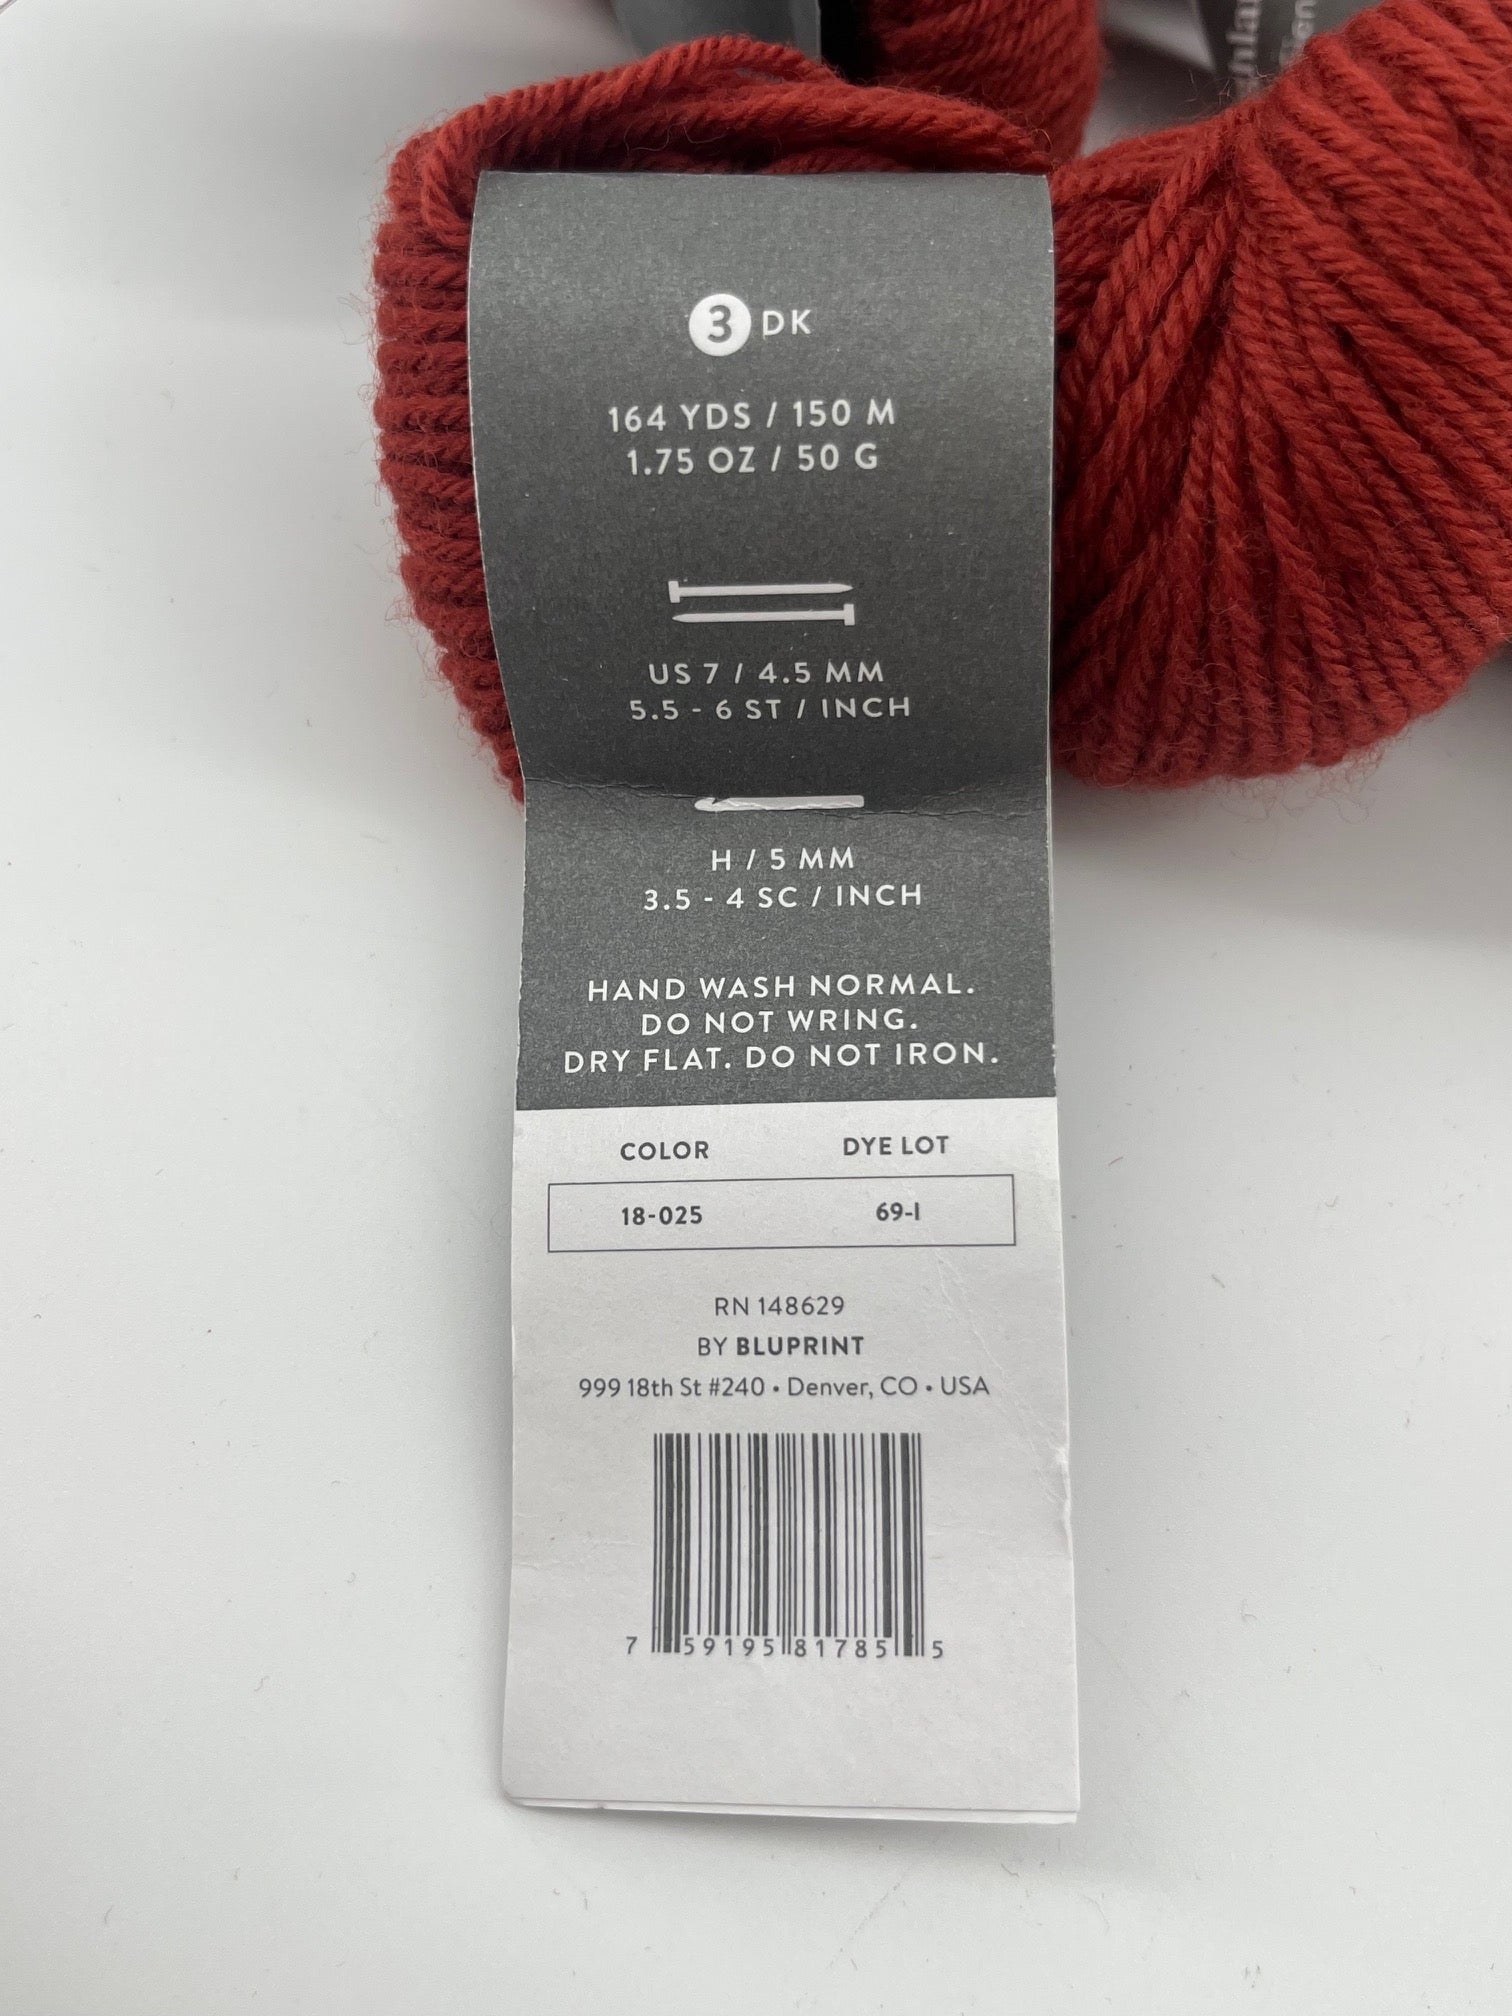 3 DK
164 YDS / 150 M
1.75 OZ / 50 G
US 7 / 4.5 MM
5.5 - 6 ST / INCH
H / 5 MM
3.5 - 4 SC / INCH
HAND WASH NORMAL.
DO NOT WRING.
DRY FLAT. DO NOT IRON.
COLOR DYE LOT
18-025 69-I
RN 148629
BY BLUPRINT
999 18th St #240 • Denver, CO • USA
7 59195 81785 5